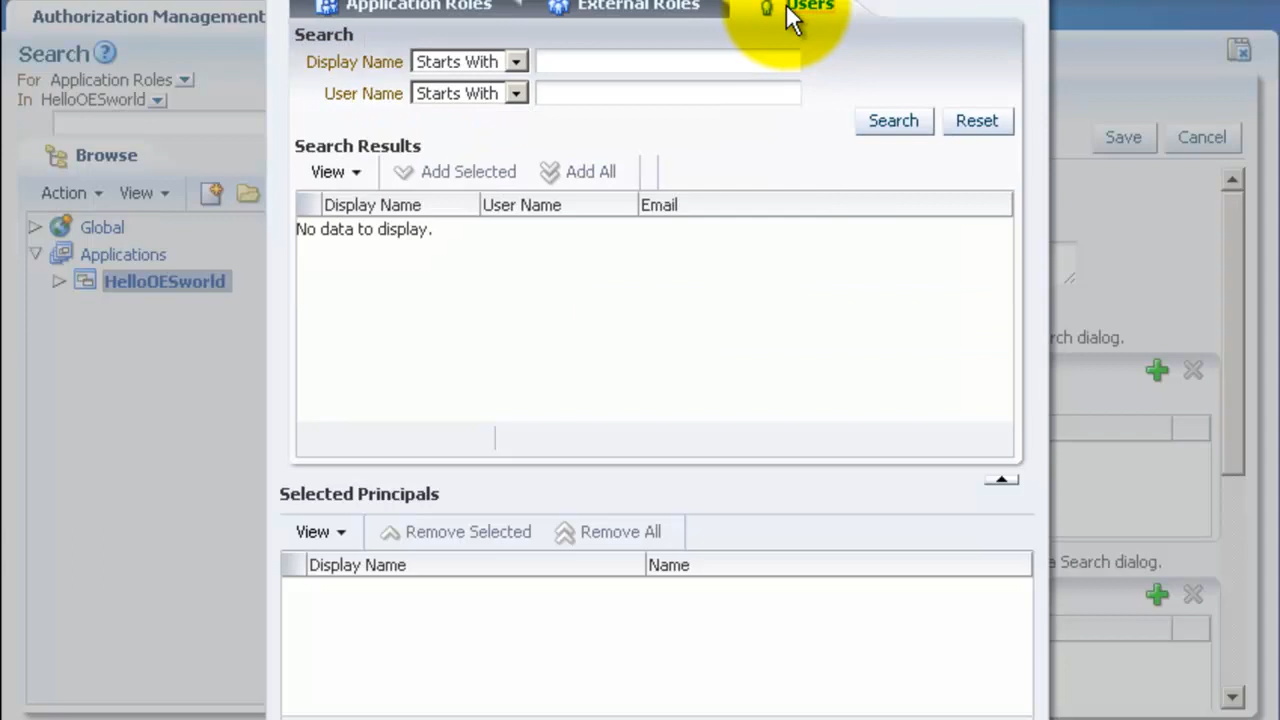 Application Roles
External Roles
Users
Authorization Management
Search
For Application Roles
In HelloOESworld
Browse
Action
View
Global
Applications
HelloOESworld
Search
Display Name Starts With
User Name Starts With
Search Reset
Search Results
View Add Selected Add All
Display Name User Name Email
No data to display.
Selected Principals
View Remove Selected Remove All
Display Name Name
Save Cancel
rch dialog.
a Search dialog.